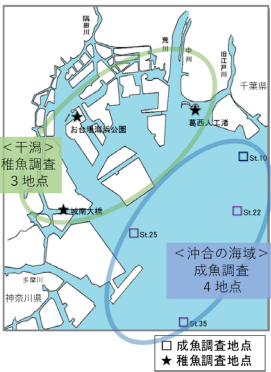 隅田川
荒川
中川
旧江戸川
千葉県
お台場海浜公園
葛西人工渚
＜干潟＞
稚魚調査
3地点
St.10
城南大橋
St.22
St.25
＜沖合の海域＞
成魚調査
4地点
多摩川
神奈川県
St.35
□ 成魚調査地点
★ 稚魚調査地点